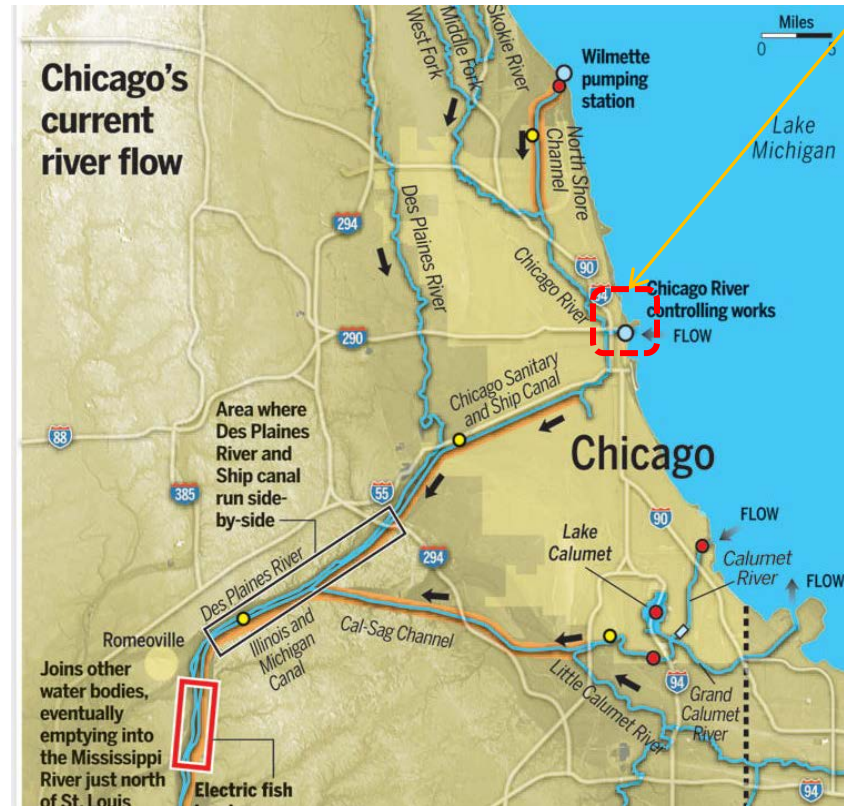 Chicago's
current
river flow
West Fork
Middle Fork
Skokie River
Wilmette
pumping
station
Miles
0 5
Lake
Michigan
North Shore
Channel
Des Plaines River
294
90
94
Chicago River
Chicago River
controlling works
FLOW
290
Chicago Sanitary
and Ship Canal
Area where
Des Plaines
River and
Ship canal
run side-
by-side
88
385
55
Chicago
294
90
FLOW
Lake
Calumet
Calumet
River
FLOW
Des Plaines River
Illinois and
Michigan
Canal
Cal-Sag Channel
Romeoville
Little Calumet River
94
Grand
Calumet
River
Joins other
water bodies,
eventually
emptying into
the Mississippi
River just north
of St. Louis
Electric fish
94